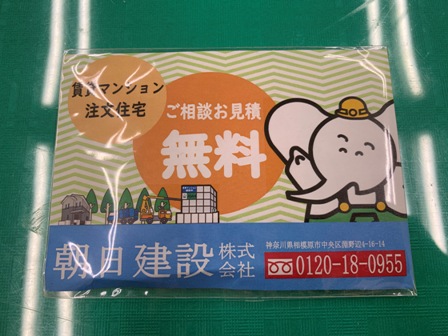 賃貸マンション
注文住宅
ご相談お見積
無料
朝日建設 株式会社
神奈川県相模原市中央区淵野辺4-16-14
0120-18-0955